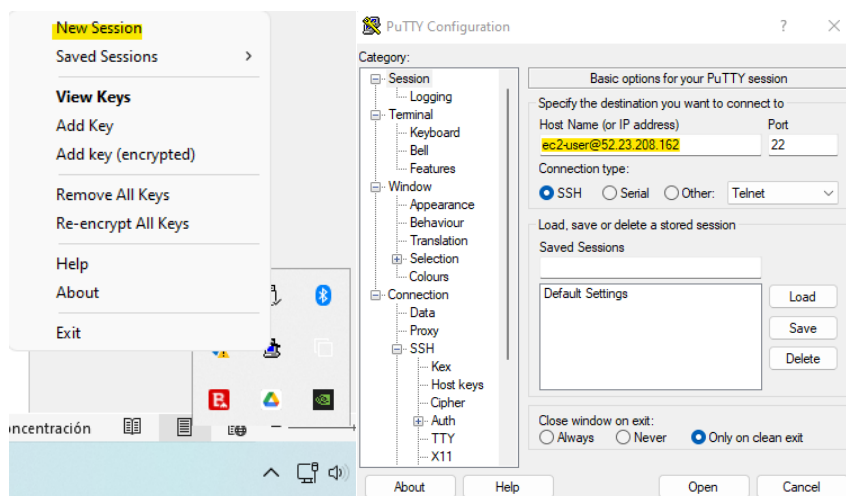 New Session
Saved Sessions
View Keys
Add Key
Add key (encrypted)
Remove All Keys
Re-encrypt All Keys
Help
About
Exit
oncentración
PuTTY Configuration
?
Category:
Session
Logging
Terminal
Keyboard
Bell
Features
Window
Appearance
Behaviour
Translation
Selection
Colours
Connection
Data
Proxy
SSH
Kex
Host keys
Cipher
Auth
TTY
X11
Basic options for your PuTTY session
Specify the destination you want to connect to
Host Name (or IP address) Port
ec2-user@52.23.208.162 22
Connection type:
SSH Serial Other: Telnet
Load, save or delete a stored session
Saved Sessions
Default Settings
Load
Save
Delete
Close window on exit:
Always Never Only on clean exit
About Help Open Cancel